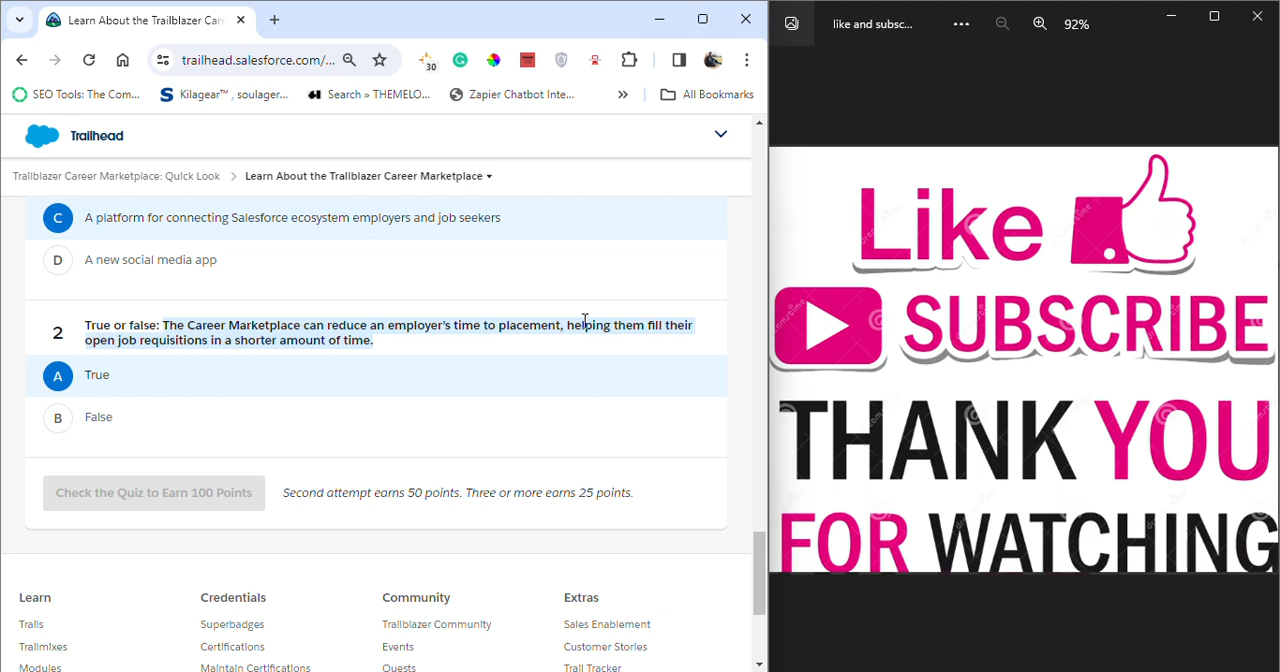 Learn About the Trailblazer Care
like and subsc...
92%
trailhead.salesforce.com/...
30
SEO Tools: The Com...
Kilagear™ , soulager...
Search » THEMELO...
Zapier Chatbot Inte...
»
All Bookmarks
Trailhead
Trailblazer Career Marketplace: Quick Look
Learn About the Trallblazer Career Marketplace
C
A platform for connecting Salesforce ecosystem employers and job seekers
D
A new social media app
2
True or false: The Career Marketplace can reduce an employer's time to placement, helping them fill their
open job requisitions in a shorter amount of time.
A
True
B
False
Check the Quiz to Earn 100 Points
Second attempt earns 50 points. Three or more earns 25 points.
Learn
Credentials
Community
Extras
Trails
Superbadges
Trailblazer Community
Sales Enablement
Trailmixes
Certifications
Events
Customer Stories
Modules
Maintain Certifications
Quests
Trail Tracker
Like
SUBSCRIBE
THANK YOU
FOR WATCHING